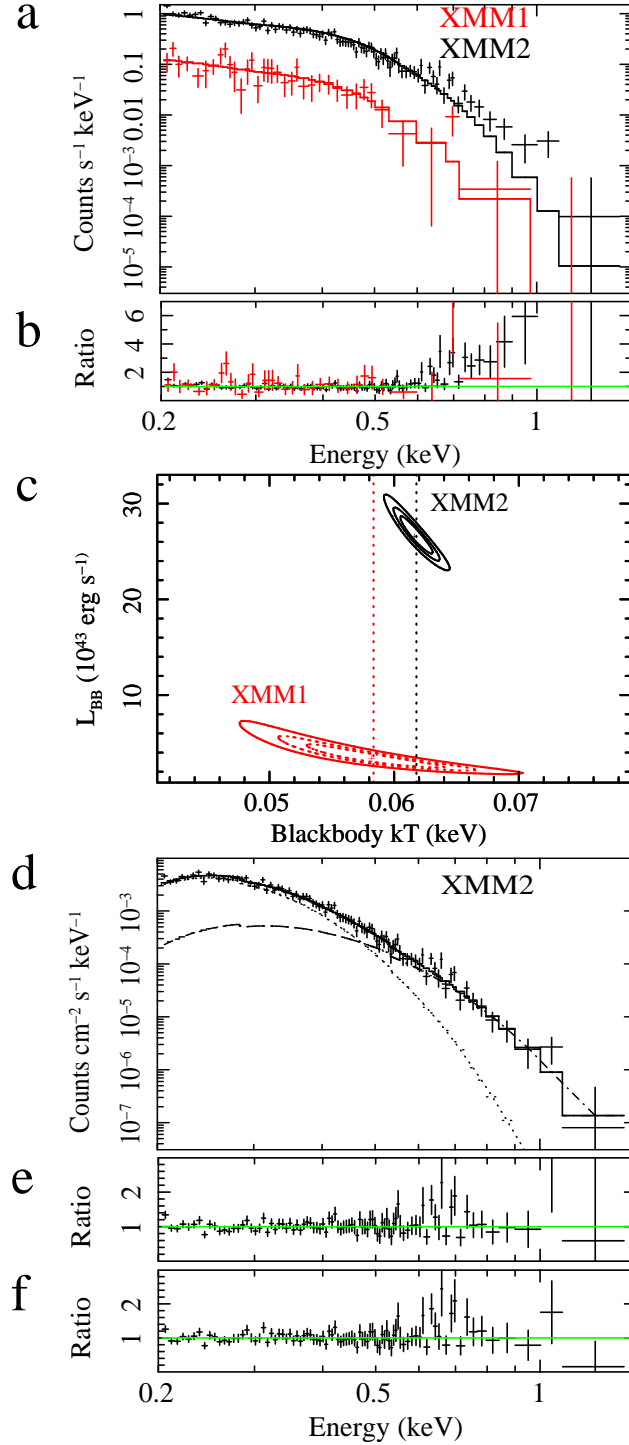 a
XMM1
XMM2
Counts s⁻¹ keV⁻¹
1
0.1
0.01
10⁻³
10⁻⁴
10⁻⁵
b
Ratio
6
4
2
0.2
0.5
1
Energy (keV)
c
XMM2
XMM1
L_BB (10⁴³ erg s⁻¹)
30
20
10
0.05
0.06
0.07
Blackbody kT (keV)
d
XMM2
Counts cm⁻² s⁻¹ keV⁻¹
10⁻³
10⁻⁴
10⁻⁵
10⁻⁶
10⁻⁷
e
Ratio
2
1
f
Ratio
2
1
0.2
0.5
1
Energy (keV)